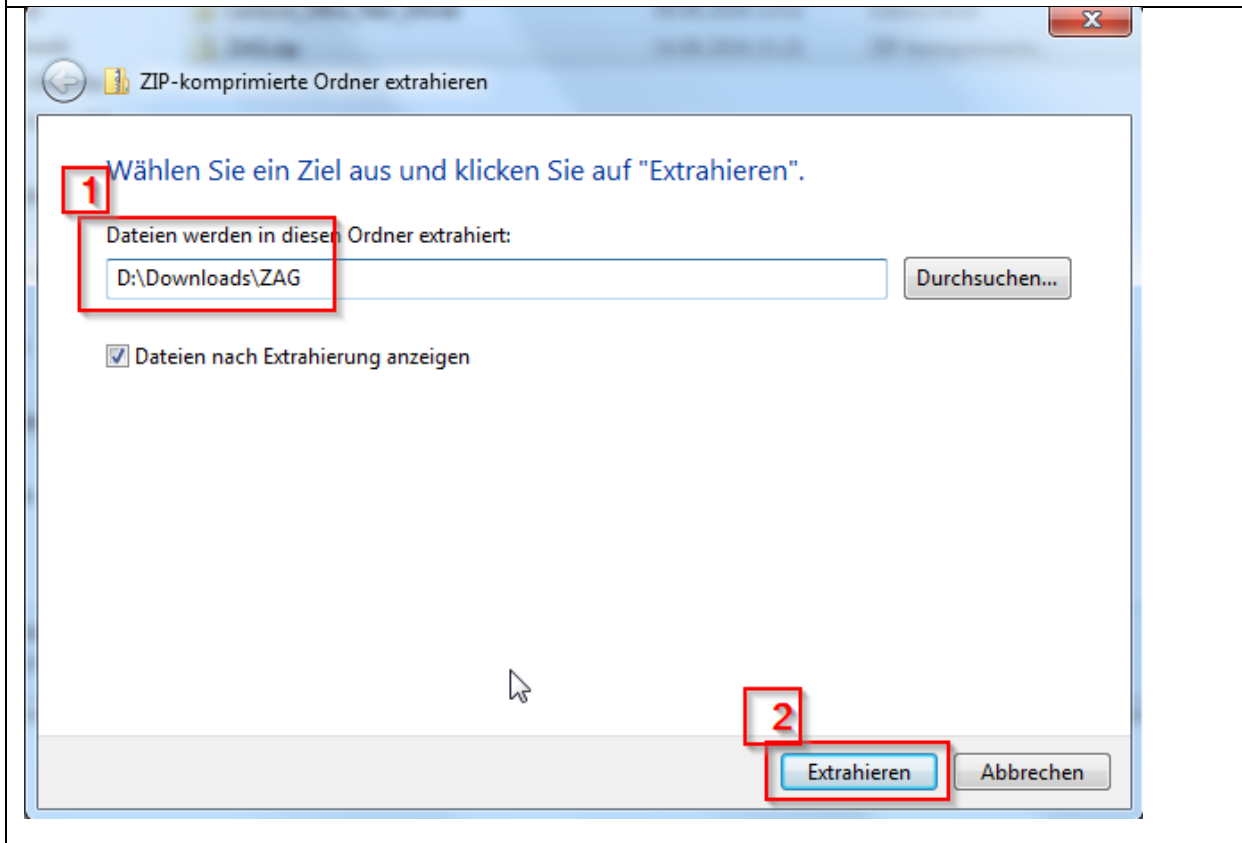 ZIP-komprimierte Ordner extrahieren
Wählen Sie ein Ziel aus und klicken Sie auf "Extrahieren".
1
Dateien werden in diesen Ordner extrahiert:
D:\Downloads\ZAG
Durchsuchen...
Dateien nach Extrahierung anzeigen
2
Extrahieren
Abbrechen